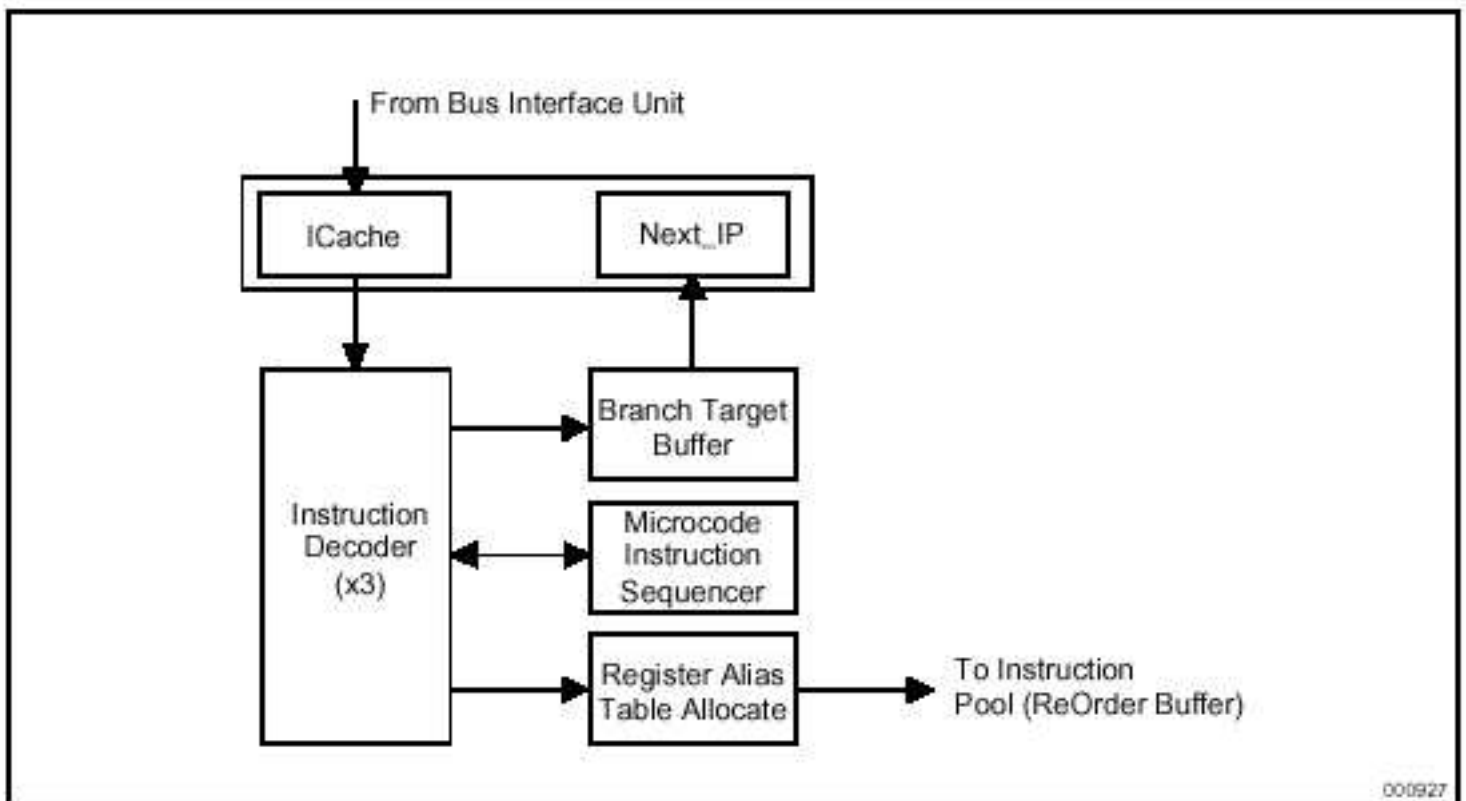 From Bus Interface Unit
ICache
Next_IP
Branch Target
Buffer
Instruction
Decoder
(x3)
Microcode
Instruction
Sequencer
Register Alias
Table Allocate
To Instruction
Pool (ReOrder Buffer)
000927